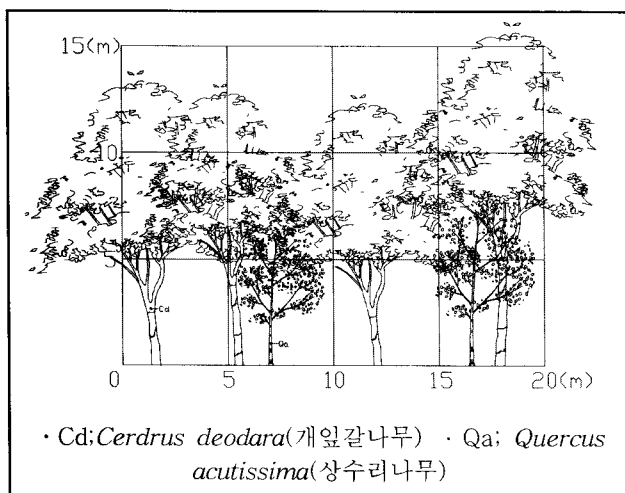 15(m)
10
5
Cd
Qa
0 5 10 15 20(m)
· Cd;Cerdrus deodara(개잎갈나무) · Qa; Quercus
acutissima(상수리나무)